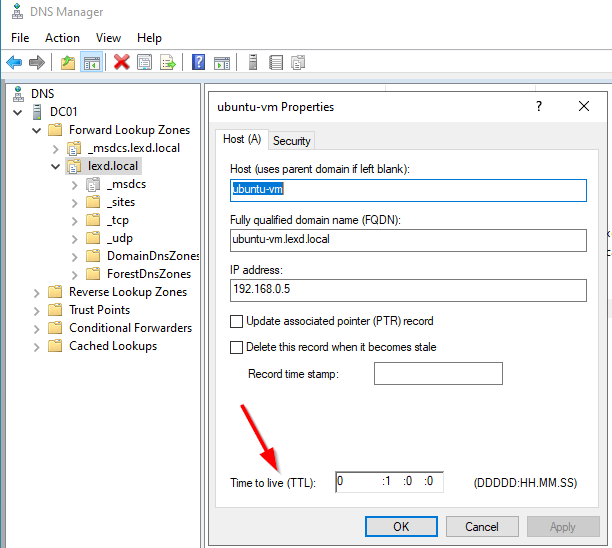 DNS Manager
File Action View Help
DNS
DC01
Forward Lookup Zones
_msdcs.lexd.local
lexd.local
_msdcs
_sites
_tcp
_udp
DomainDnsZones
ForestDnsZones
Reverse Lookup Zones
Trust Points
Conditional Forwarders
Cached Lookups
ubuntu-vm Properties
Host (A) Security
Host (uses parent domain if left blank):
ubuntu-vm
Fully qualified domain name (FQDN):
ubuntu-vm.lexd.local
IP address:
192.168.0.5
Update associated pointer (PTR) record
Delete this record when it becomes stale
Record time stamp:
Time to live (TTL): 0 :1 :0 :0 (DDDDD:HH.MM.SS)
OK Cancel Apply